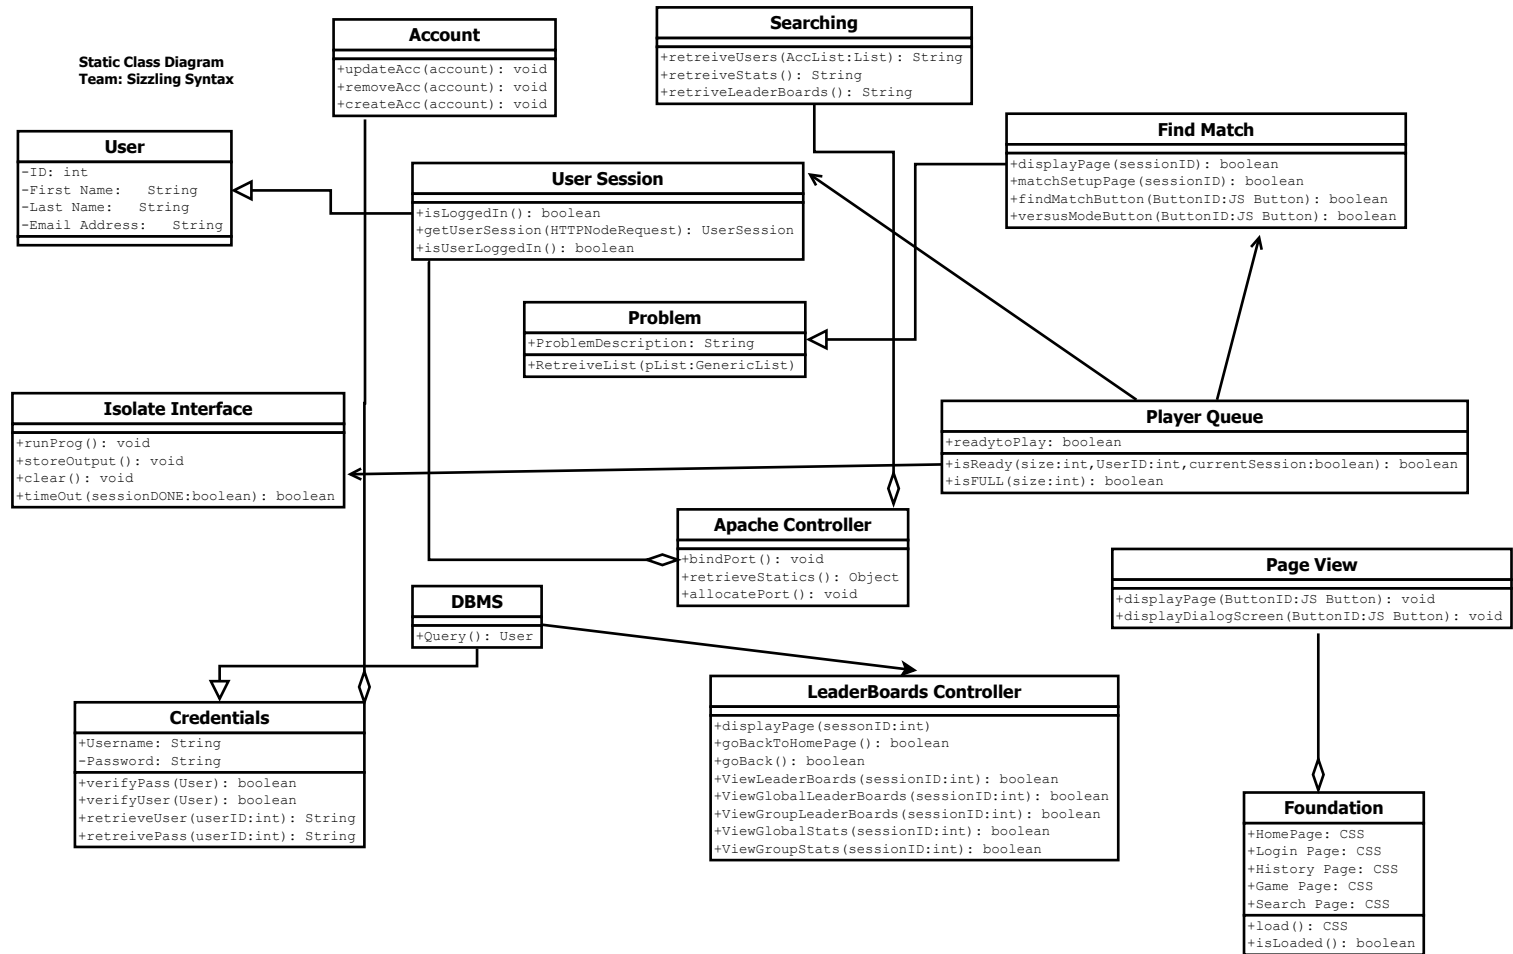 Static Class Diagram
Team: Sizzling Syntax
Account
+updateAcc(account): void
+removeAcc(account): void
+createAcc(account): void
Searching
+retreiveUsers(AccList:List): String
+retreiveStats(): String
+retriveLeaderBoards(): String
User
-ID: int
-First Name:   String
-Last Name:   String
-Email Address:   String
User Session
+isLoggedIn(): boolean
+getUserSession(HTTPNodeRequest): UserSession
+isUserLoggedIn(): boolean
Find Match
+displayPage(sessionID): boolean
+matchSetupPage(sessionID): boolean
+findMatchButton(ButtonID:JS Button): boolean
+versusModeButton(ButtonID:JS Button): boolean
Problem
+ProblemDescription: String
+RetreiveList(pList:GenericList)
Isolate Interface
+runProg(): void
+storeOutput(): void
+clear(): void
+timeOut(sessionDONE:boolean): boolean
Player Queue
+readytoPlay: boolean
+isReady(size:int,UserID:int,currentSession:boolean): boolean
+isFULL(size:int): boolean
Apache Controller
+bindPort(): void
+retrieveStatics(): Object
+allocatePort(): void
Page View
+displayPage(ButtonID:JS Button): void
+displayDialogScreen(ButtonID:JS Button): void
DBMS
+Query(): User
Credentials
+Username: String
-Password: String
+verifyPass(User): boolean
+verifyUser(User): boolean
+retrieveUser(userID:int): String
+retreivePass(userID:int): String
LeaderBoards Controller
+displayPage(sessonID:int)
+goBackToHomePage(): boolean
+goBack(): boolean
+ViewLeaderBoards(sessionID:int): boolean
+ViewGlobalLeaderBoards(sessionID:int): boolean
+ViewGroupLeaderBoards(sessionID:int): boolean
+ViewGlobalStats(sessionID:int): boolean
+ViewGroupStats(sessionID:int): boolean
Foundation
+HomePage: CSS
+Login Page: CSS
+History Page: CSS
+Game Page: CSS
+Search Page: CSS
+load(): CSS
+isLoaded(): boolean